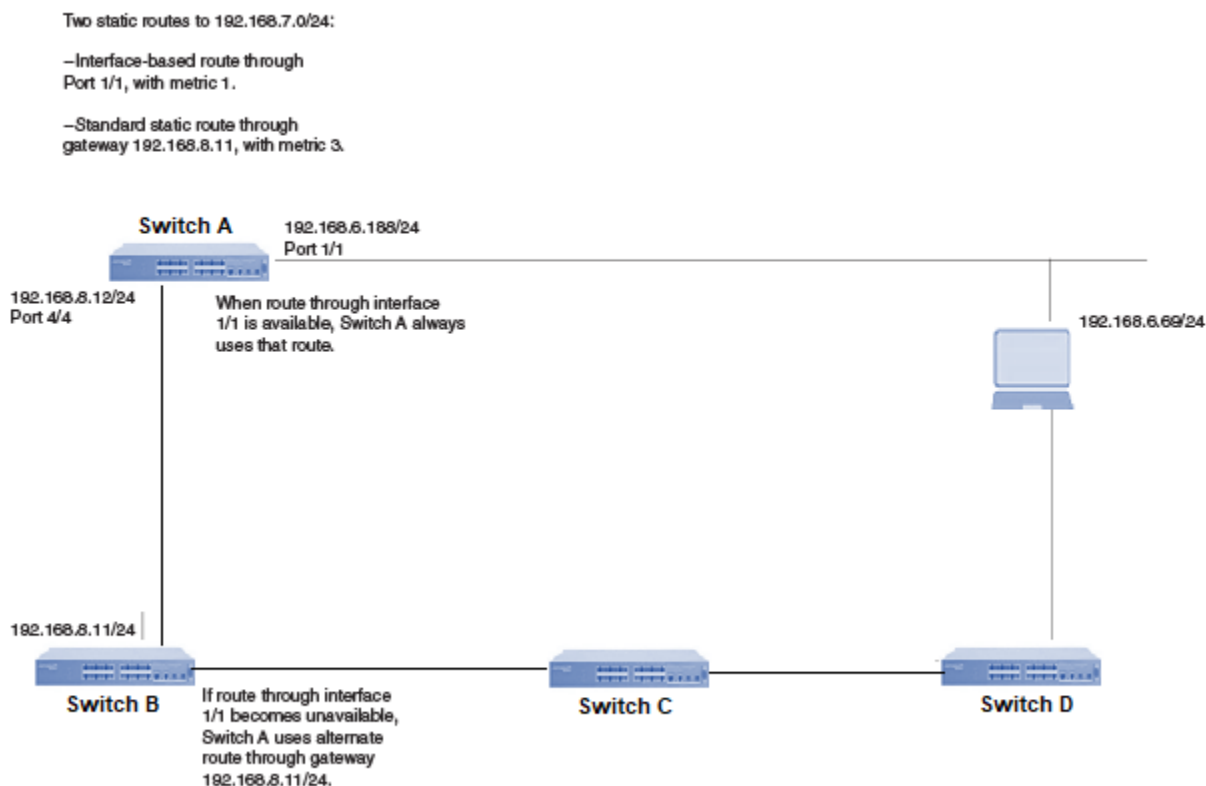 Two static routes to 192.168.7.0/24:
–Interface-based route through
Port 1/1, with metric 1.
–Standard static route through
gateway 192.168.8.11, with metric 3.
Switch A
192.168.6.188/24
Port 1/1
192.168.8.12/24
Port 4/4
When route through interface
1/1 is available, Switch A always
uses that route.
192.168.6.69/24
192.168.8.11/24
Switch B
If route through interface
1/1 becomes unavailable,
Switch A uses alternate
route through gateway
192.168.8.11/24.
Switch C
Switch D